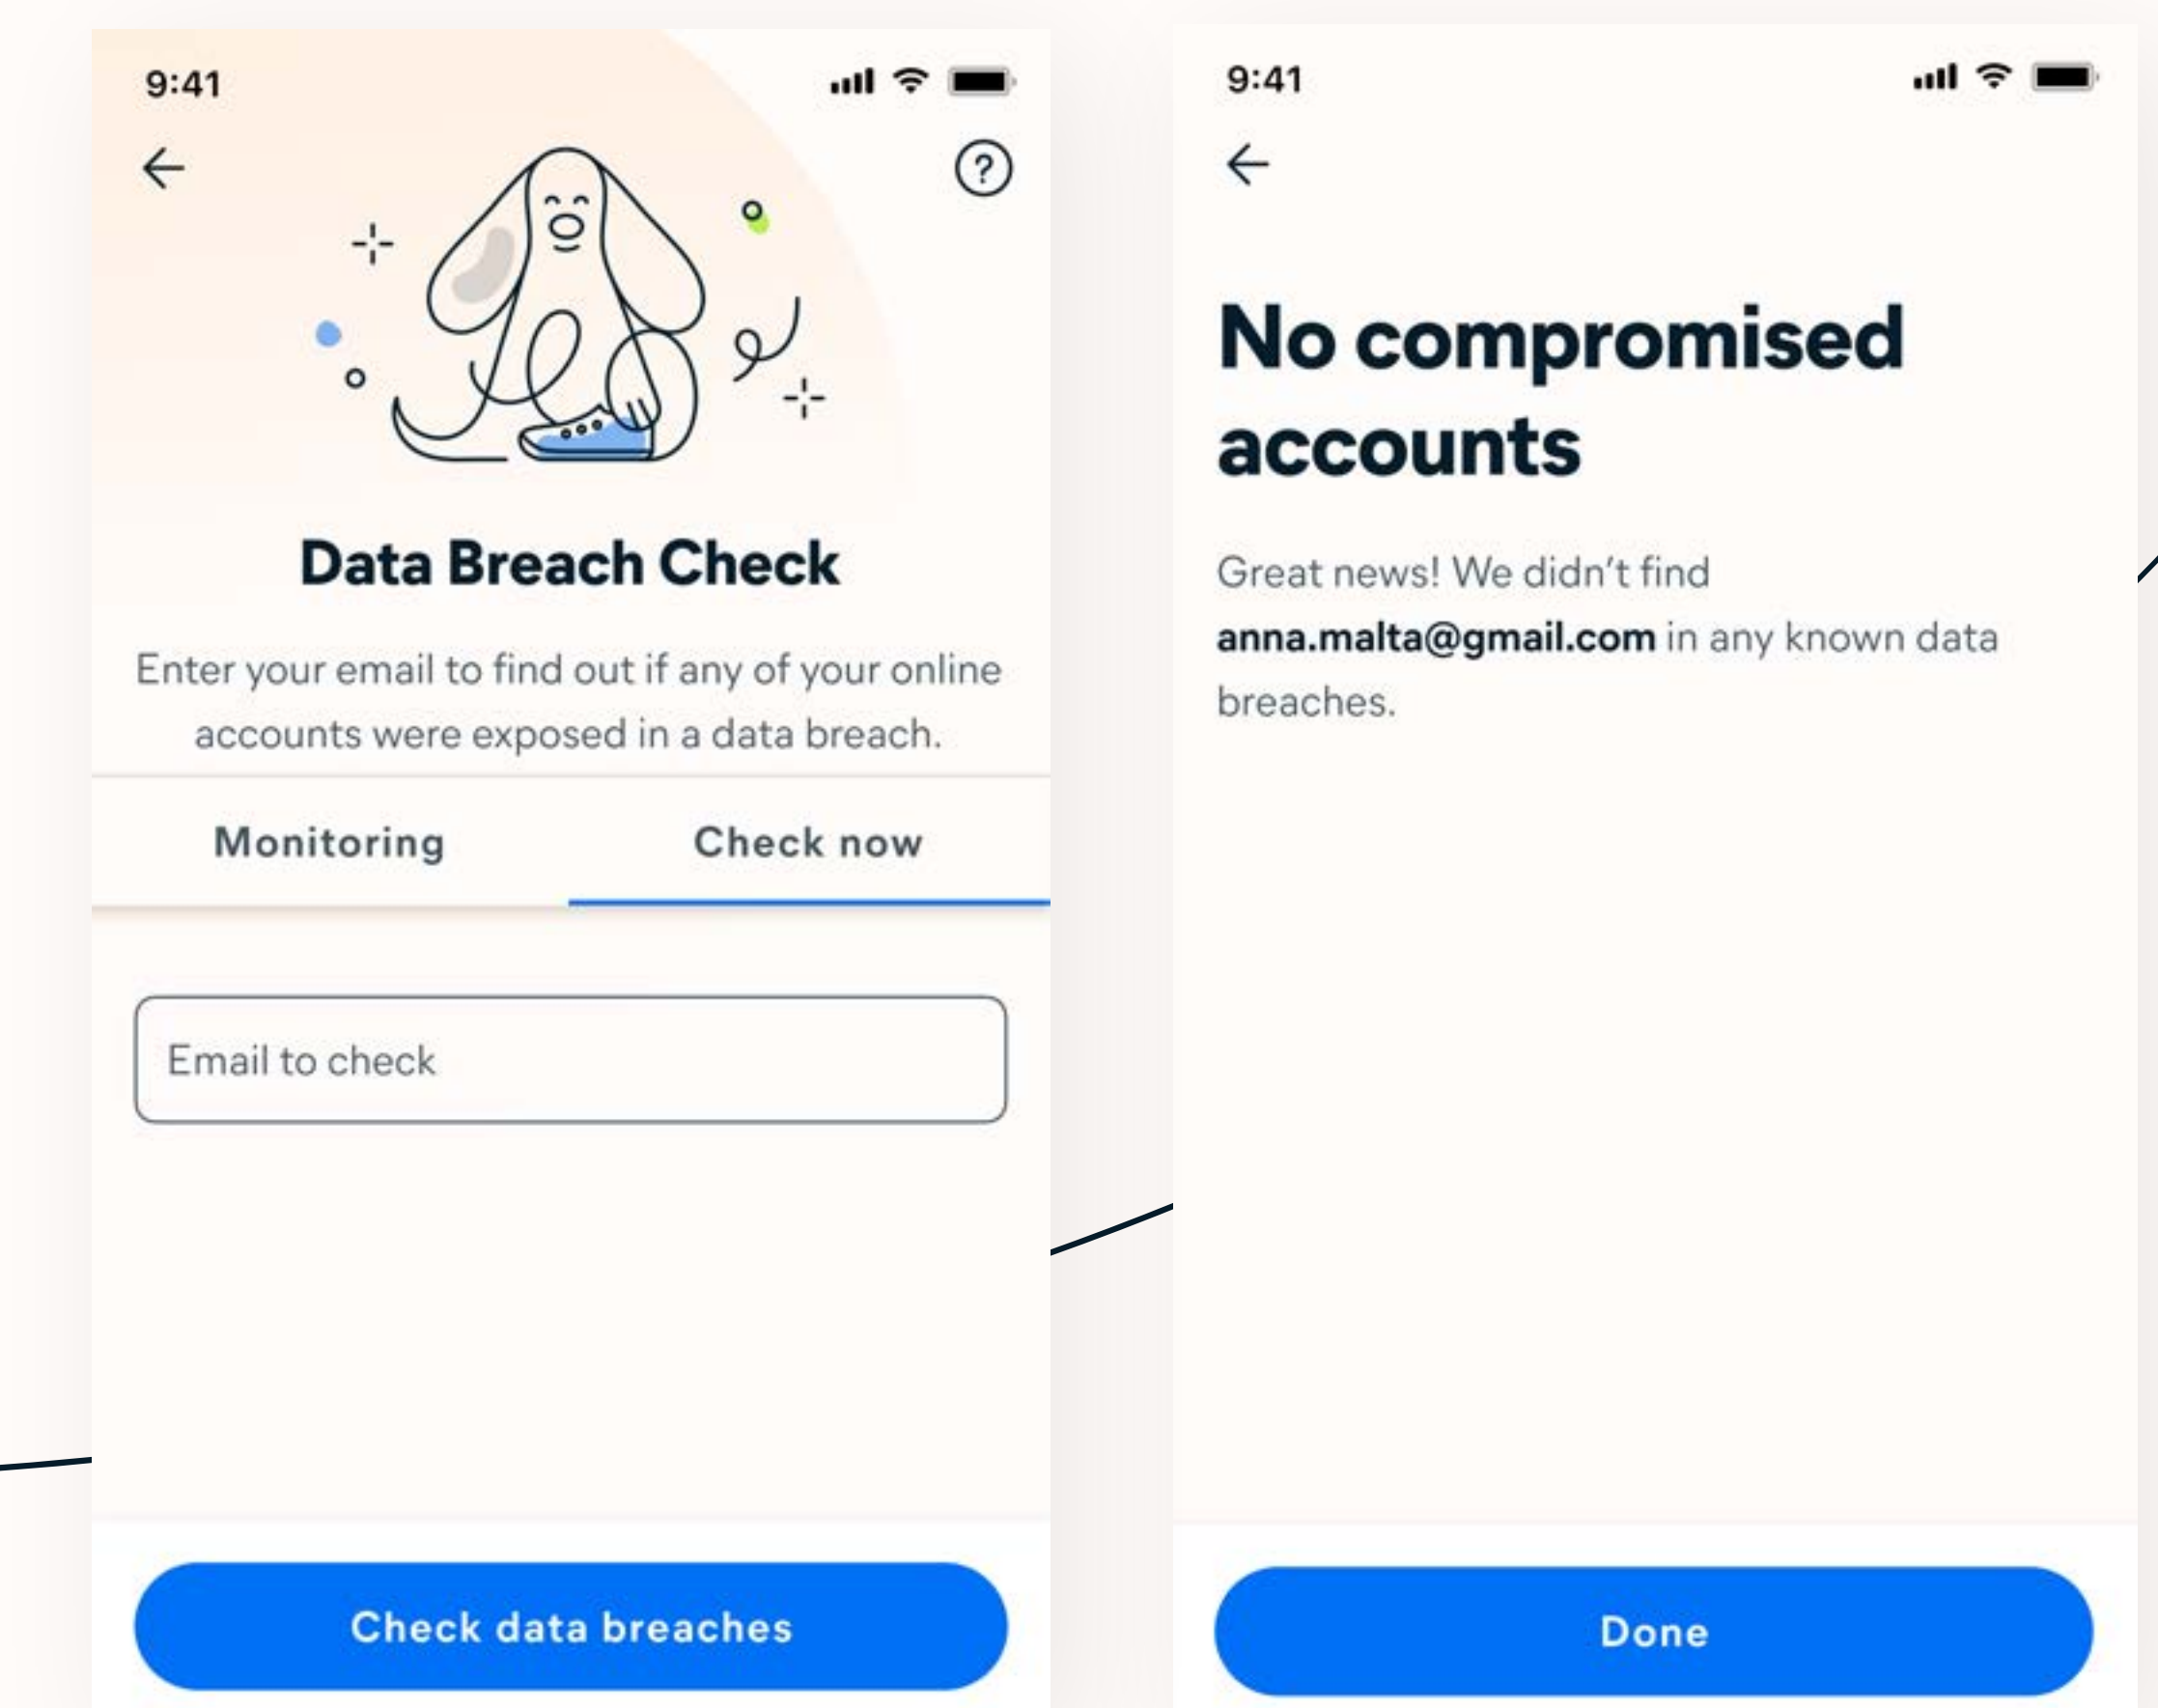 9:41
Data Breach Check
Enter your email to find out if any of your online
accounts were exposed in a data breach.
Monitoring
Check now
Email to check
Check data breaches
9:41
No compromised
accounts
Great news! We didn’t find
anna.malta@gmail.com in any known data
breaches.
Done